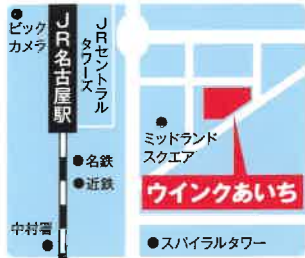 ビック
カメラ
JR名古屋駅
JRセントラル
タワーズ
ミッドランド
スクエア
名鉄
近鉄
ウインクあいち
中村署
スパイラルタワー